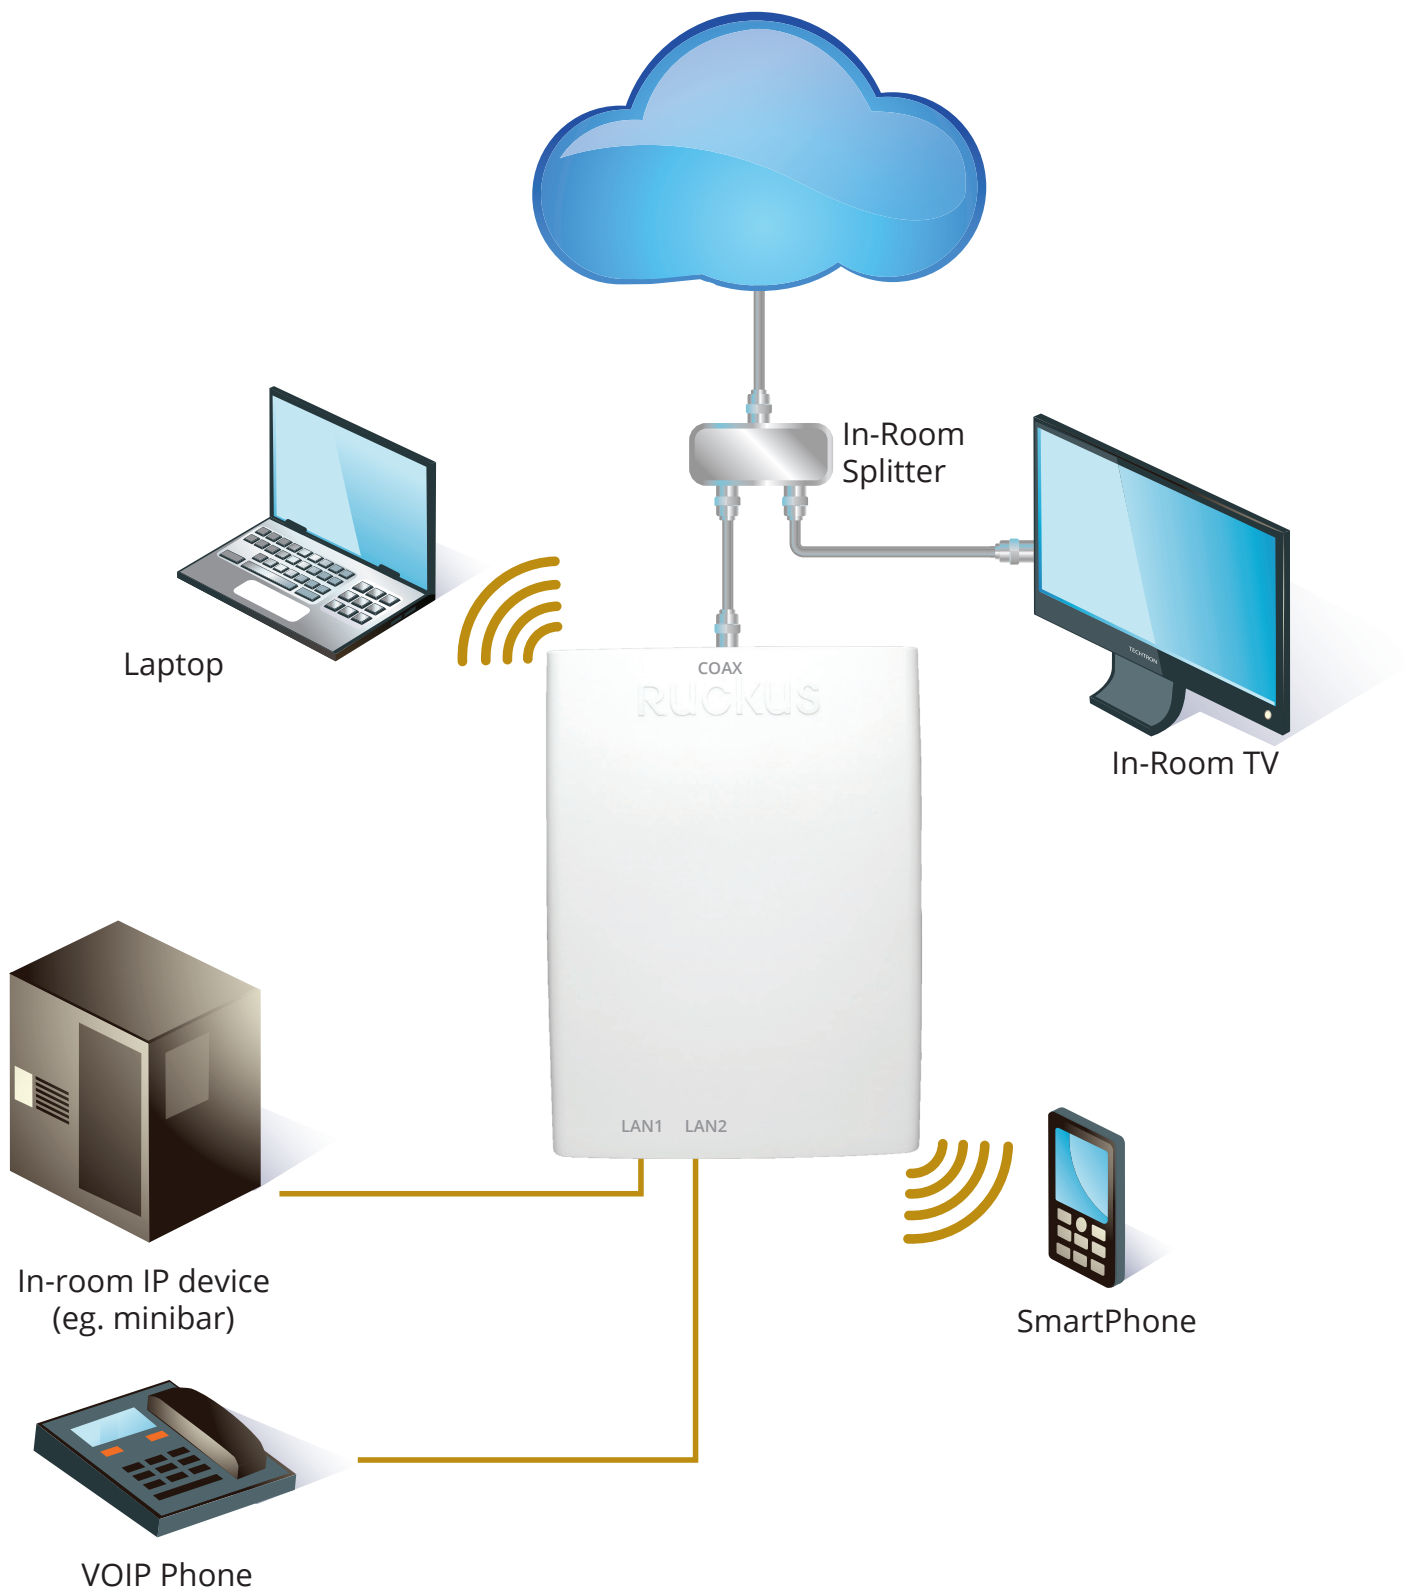 In-Room
Splitter
Laptop
COAX
RUCKUS
TECHTRON
In-Room TV
LAN1 LAN2
In-room IP device
(eg. minibar)
SmartPhone
VOIP Phone